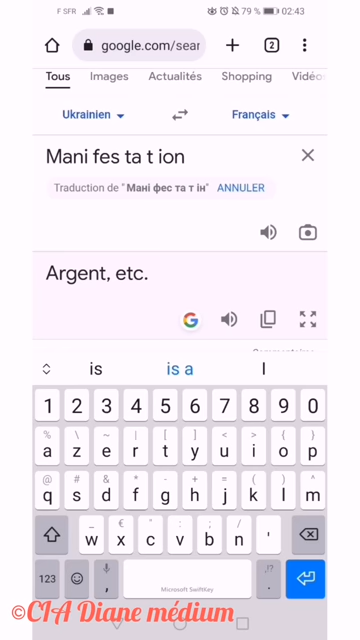 F SFR 79 % 02:43
google.com/sear 2
Tous Images Actualités Shopping Vidéos
Ukrainien Français
Mani fes ta t ion
Traduction de " Мані фес та т ін" ANNULER
Argent, etc.
is is a I
1 2 3 4 5 6 7 8 9 0
% \ ~ | [ ] < > { }
a z e r t y u i o p
@ # & * - + = ( ) ^
q s d f g h j k l m
_ € " : ; / 
w x c v b n '
123 , Microsoft SwiftKey ,!? .
©CIA Diane médium